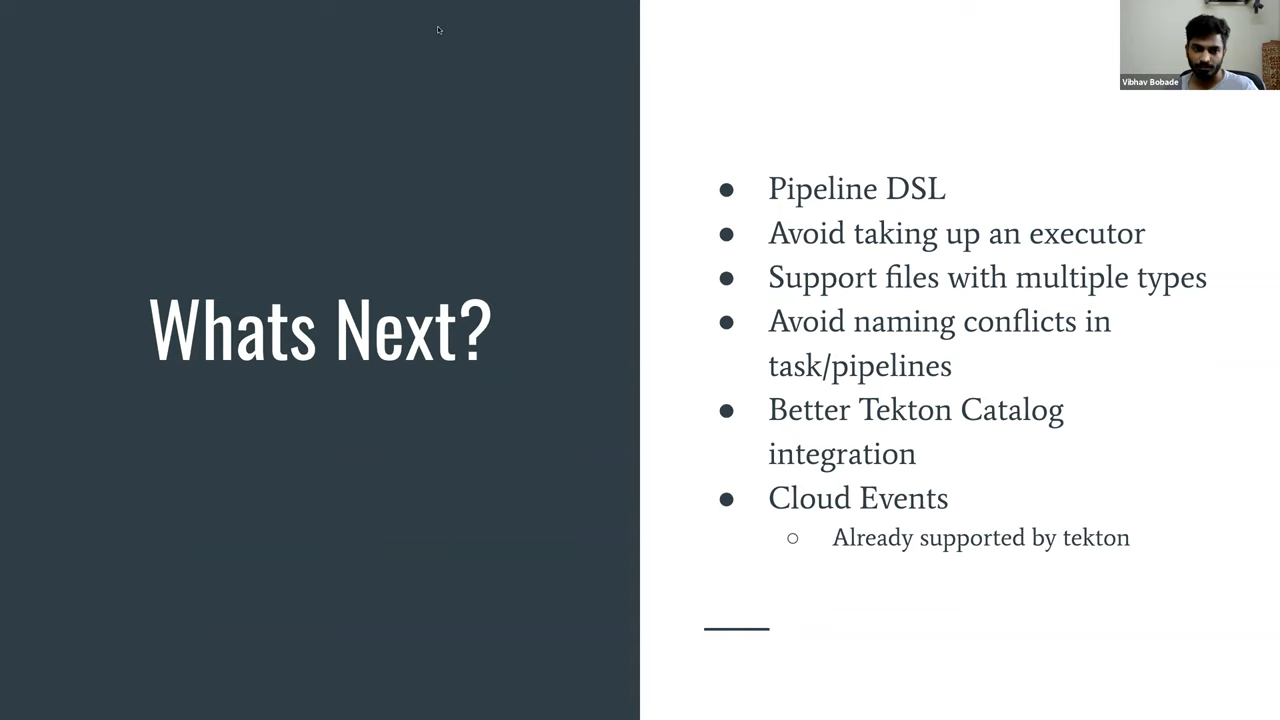 Vibhav Bobade
Whats Next?
● Pipeline DSL
● Avoid taking up an executor
● Support files with multiple types
● Avoid naming conflicts in
task/pipelines
● Better Tekton Catalog
integration
● Cloud Events
○ Already supported by tekton